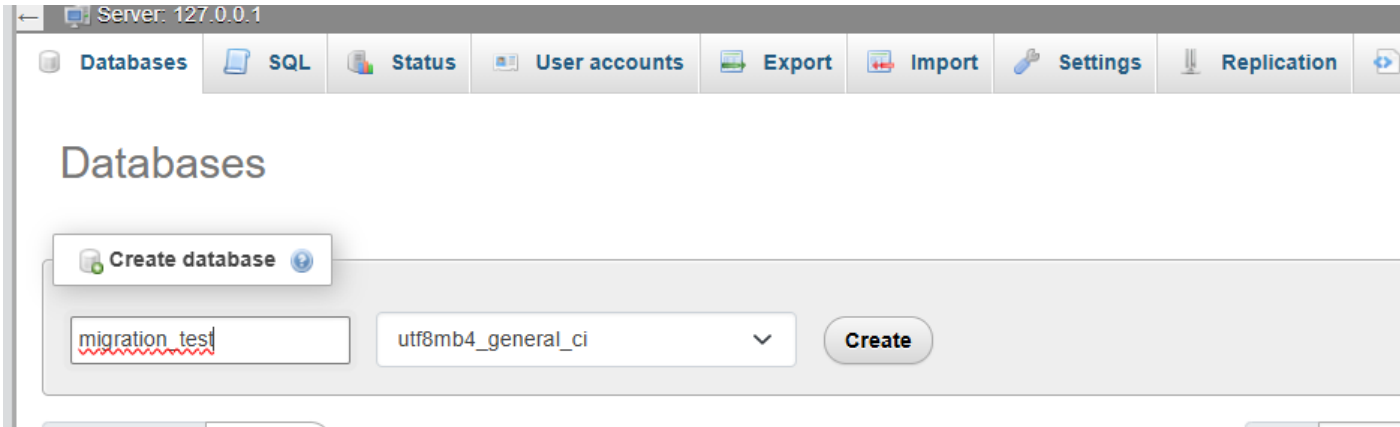 Server: 127.0.0.1
Databases SQL Status User accounts Export Import Settings Replication
Databases
Create database
migration_test utf8mb4_general_ci Create